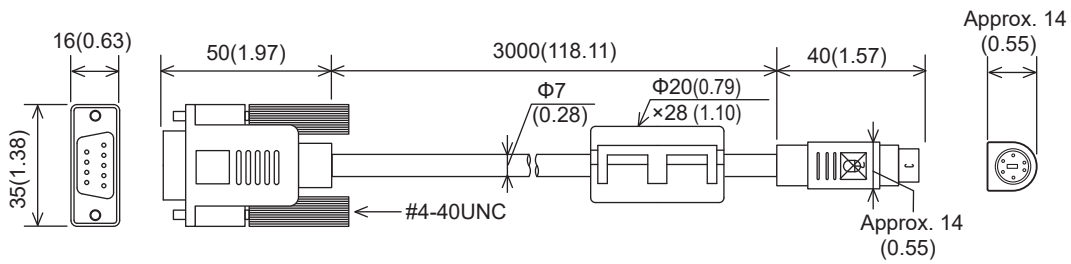 16(0.63)
50(1.97)
3000(118.11)
40(1.57)
Approx. 14
(0.55)
Φ7
(0.28)
Φ20(0.79)
×28 (1.10)
35(1.38)
#4-40UNC
Approx. 14
(0.55)